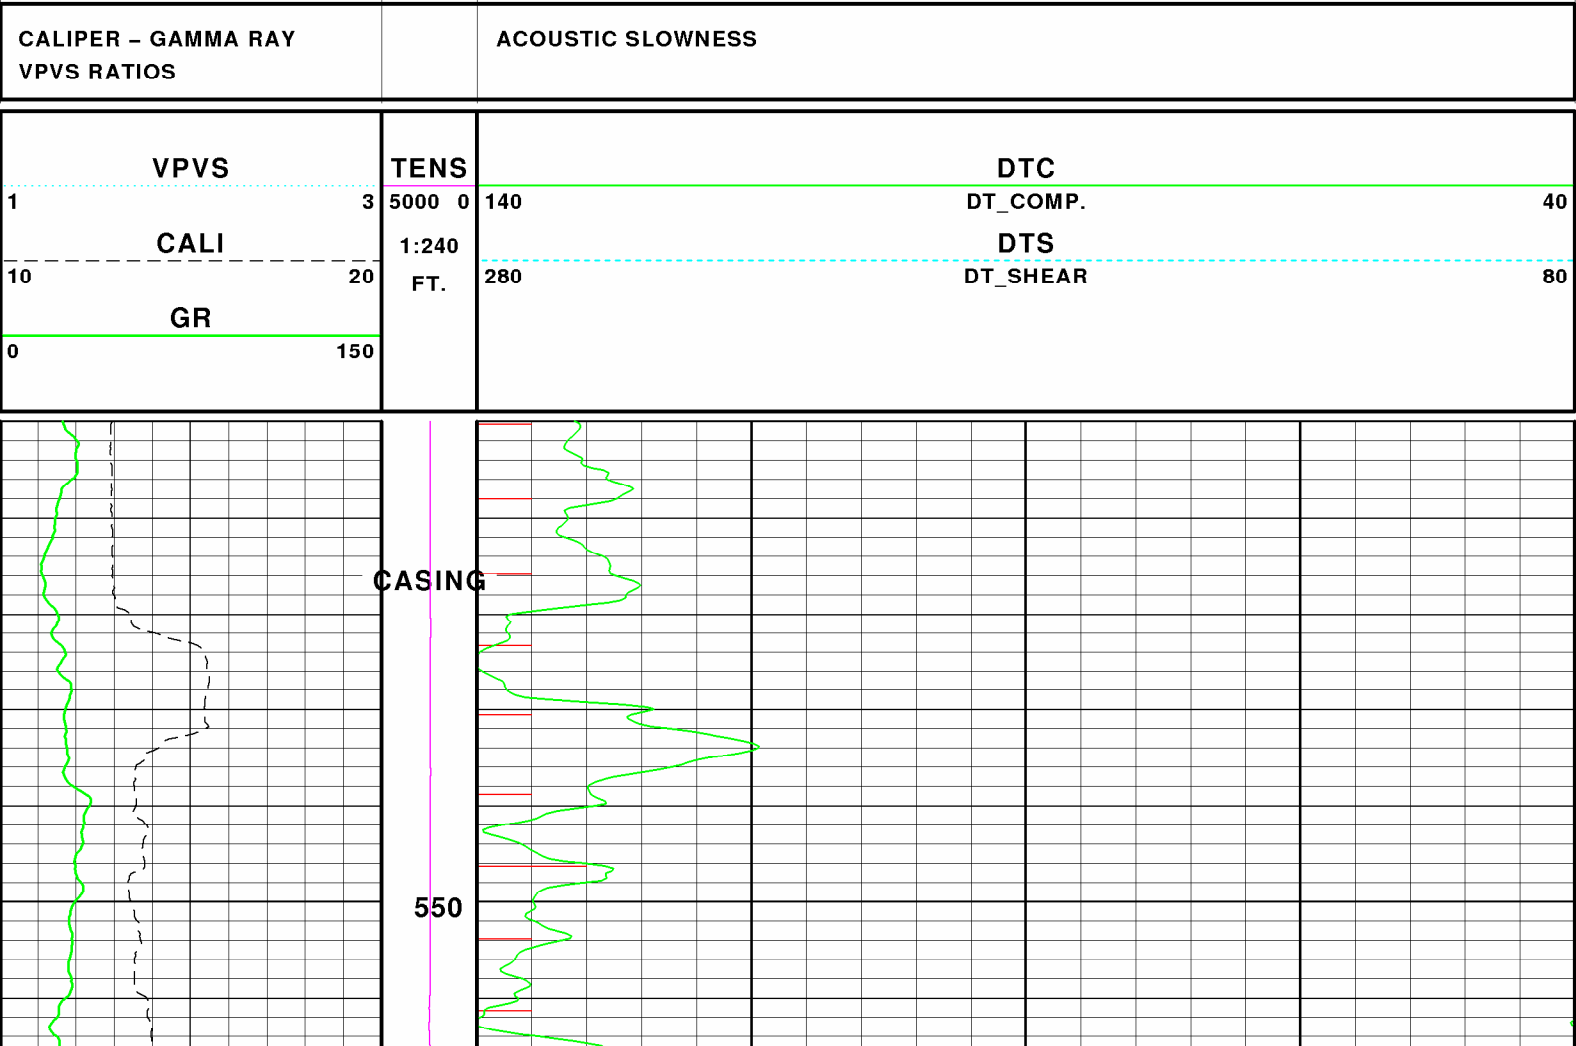 CALIPER – GAMMA RAY
VPVS RATIOS
ACOUSTIC SLOWNESS
VPVS
1 3
CALI
10 20
GR
0 150
TENS
5000 0
1:240
FT.
DTC
140 DT_COMP. 40
DTS
280 DT_SHEAR 80
CASING
550